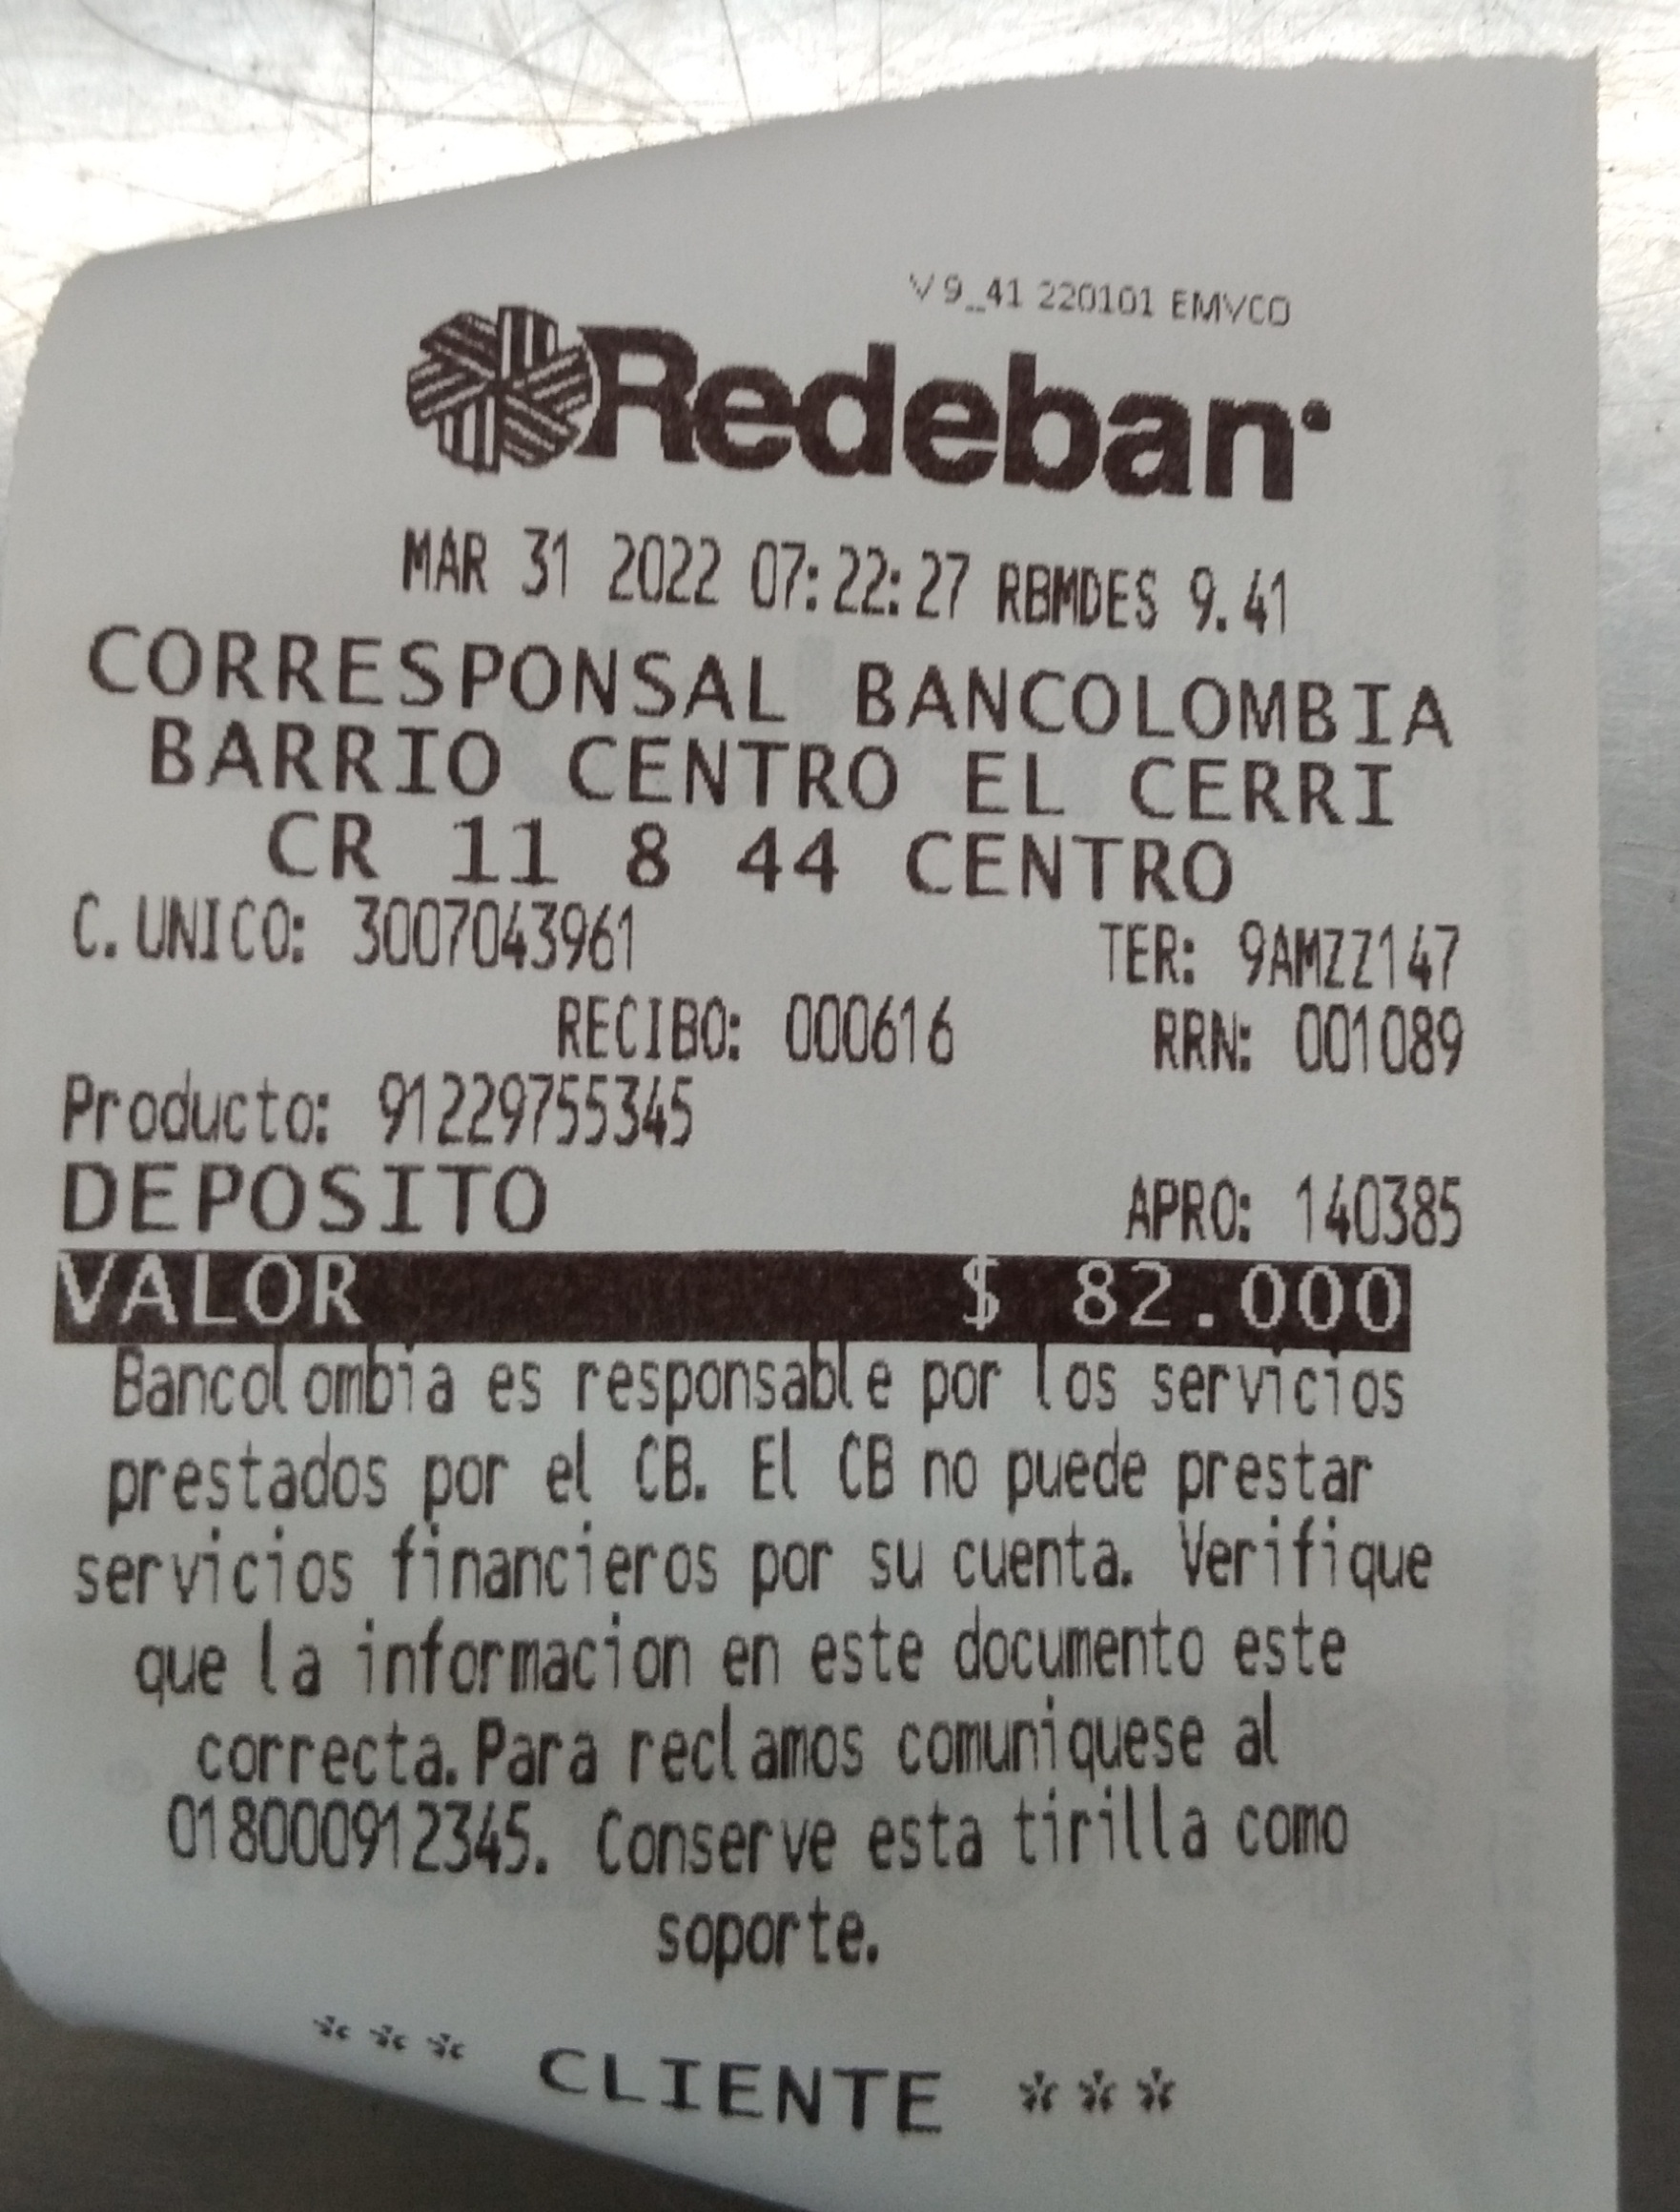 V 9_41 220101 EMVCO
Redeban
MAR 31 2022 07:22:27 RBMDES 9.41
CORRESPONSAL BANCOLOMBIA
BARRIO CENTRO EL CERRI
CR 11 8 44 CENTRO
C.UNICO: 3007043961 TER: 9AMZZ147
RECIBO: 000616 RRN: 001089
Producto: 91229755345
DEPOSITO APRO: 140385
VALOR $ 82.000
Bancolombia es responsable por los servicios
prestados por el CB. El CB no puede prestar
servicios financieros por su cuenta. Verifique
que la informacion en este documento este
correcta. Para reclamos comuniquese al
018000912345. Conserve esta tirilla como
soporte.
*** CLIENTE ***